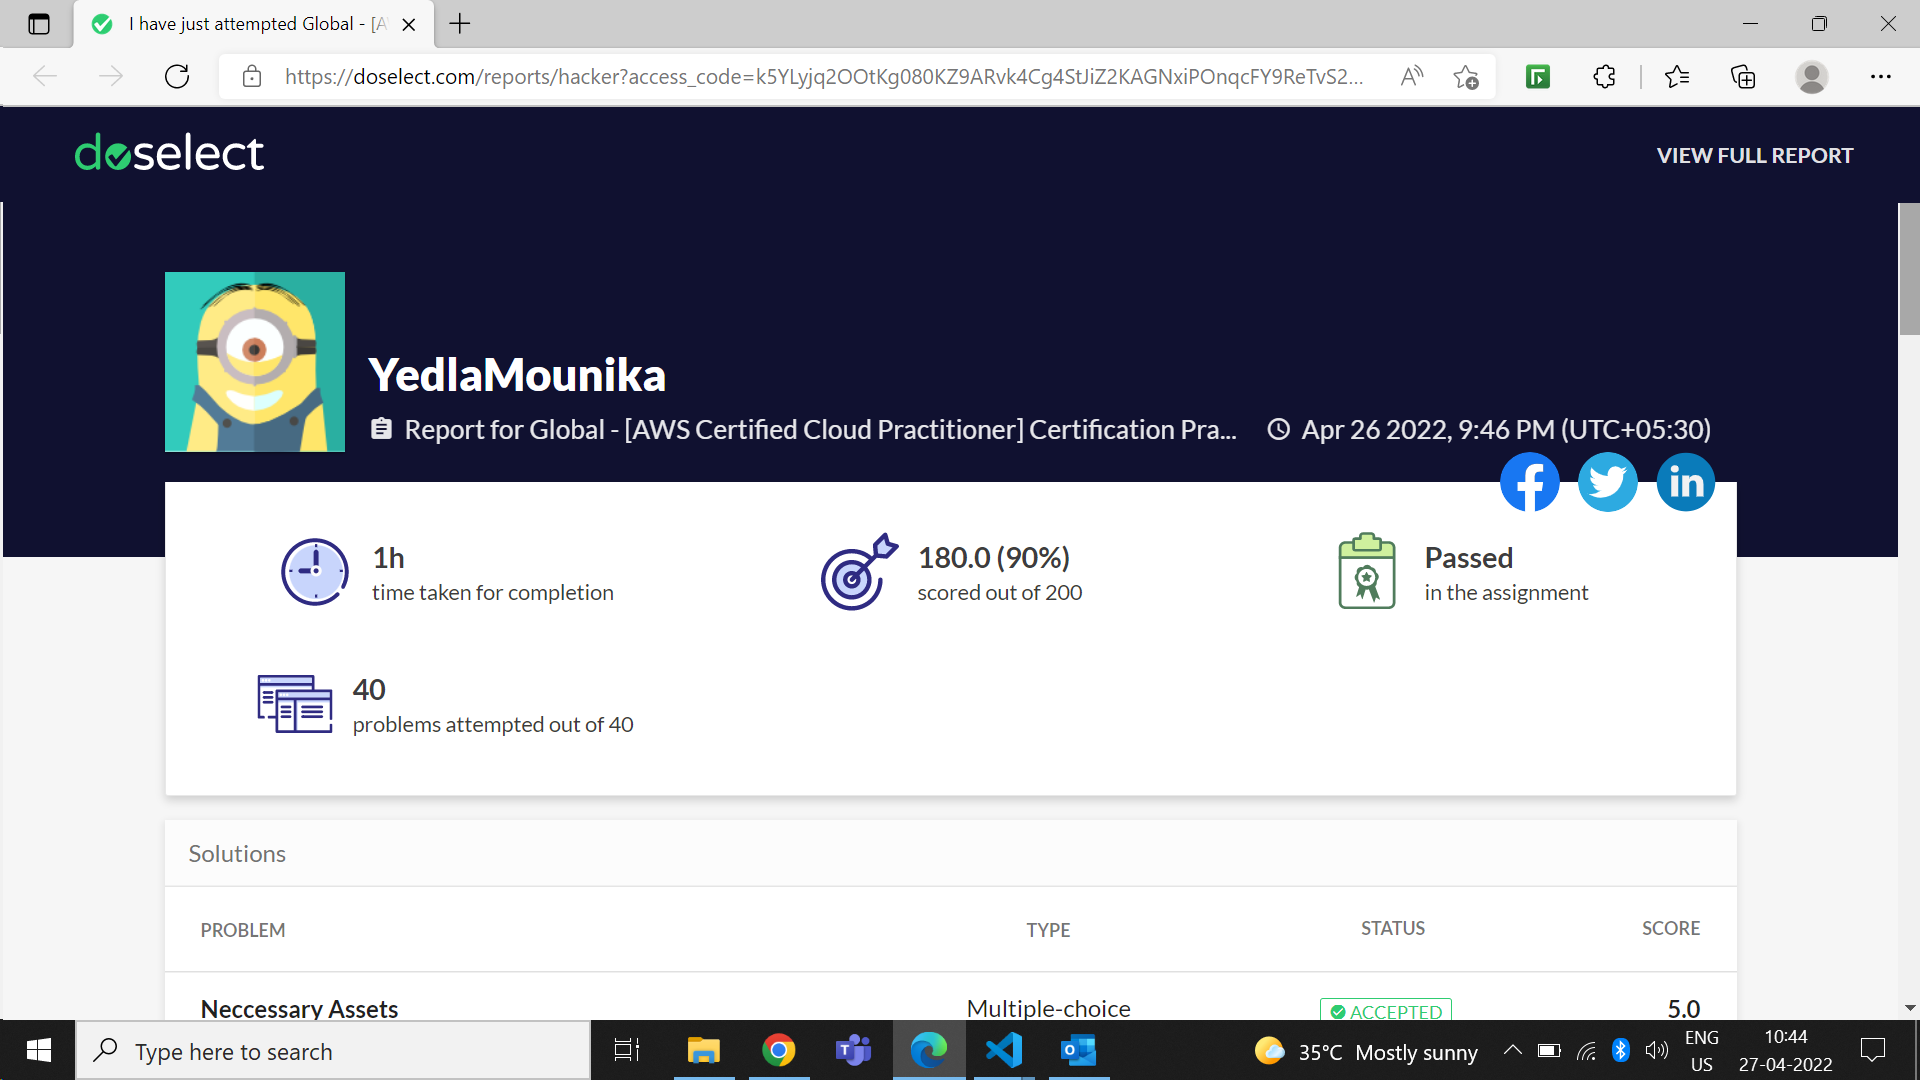 I have just attempted Global - [A
https://doselect.com/reports/hacker?access_code=k5YLyjq2OOtKg080KZ9ARvk4Cg4StJiZ2KAGNxiPOnqcFY9ReTvS2...
doselect
VIEW FULL REPORT
YedlaMounika
Report for Global - [AWS Certified Cloud Practitioner] Certification Pra... Apr 26 2022, 9:46 PM (UTC+05:30)
1h
time taken for completion
180.0 (90%)
scored out of 200
Passed
in the assignment
40
problems attempted out of 40
Solutions
PROBLEM TYPE STATUS SCORE
Neccessary Assets Multiple-choice ACCEPTED 5.0
Type here to search
35°C Mostly sunny
ENG
US
10:44
27-04-2022